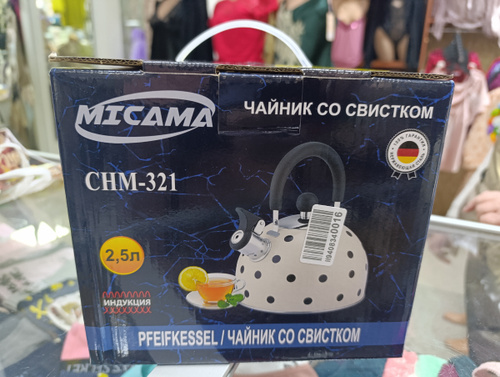 MICAMA
ЧАЙНИК СО СВИСТКОМ
CHM-321
2,5л
ИНДУКЦИЯ
PFEIFKESSEL / ЧАЙНИК СО СВИСТКОМ